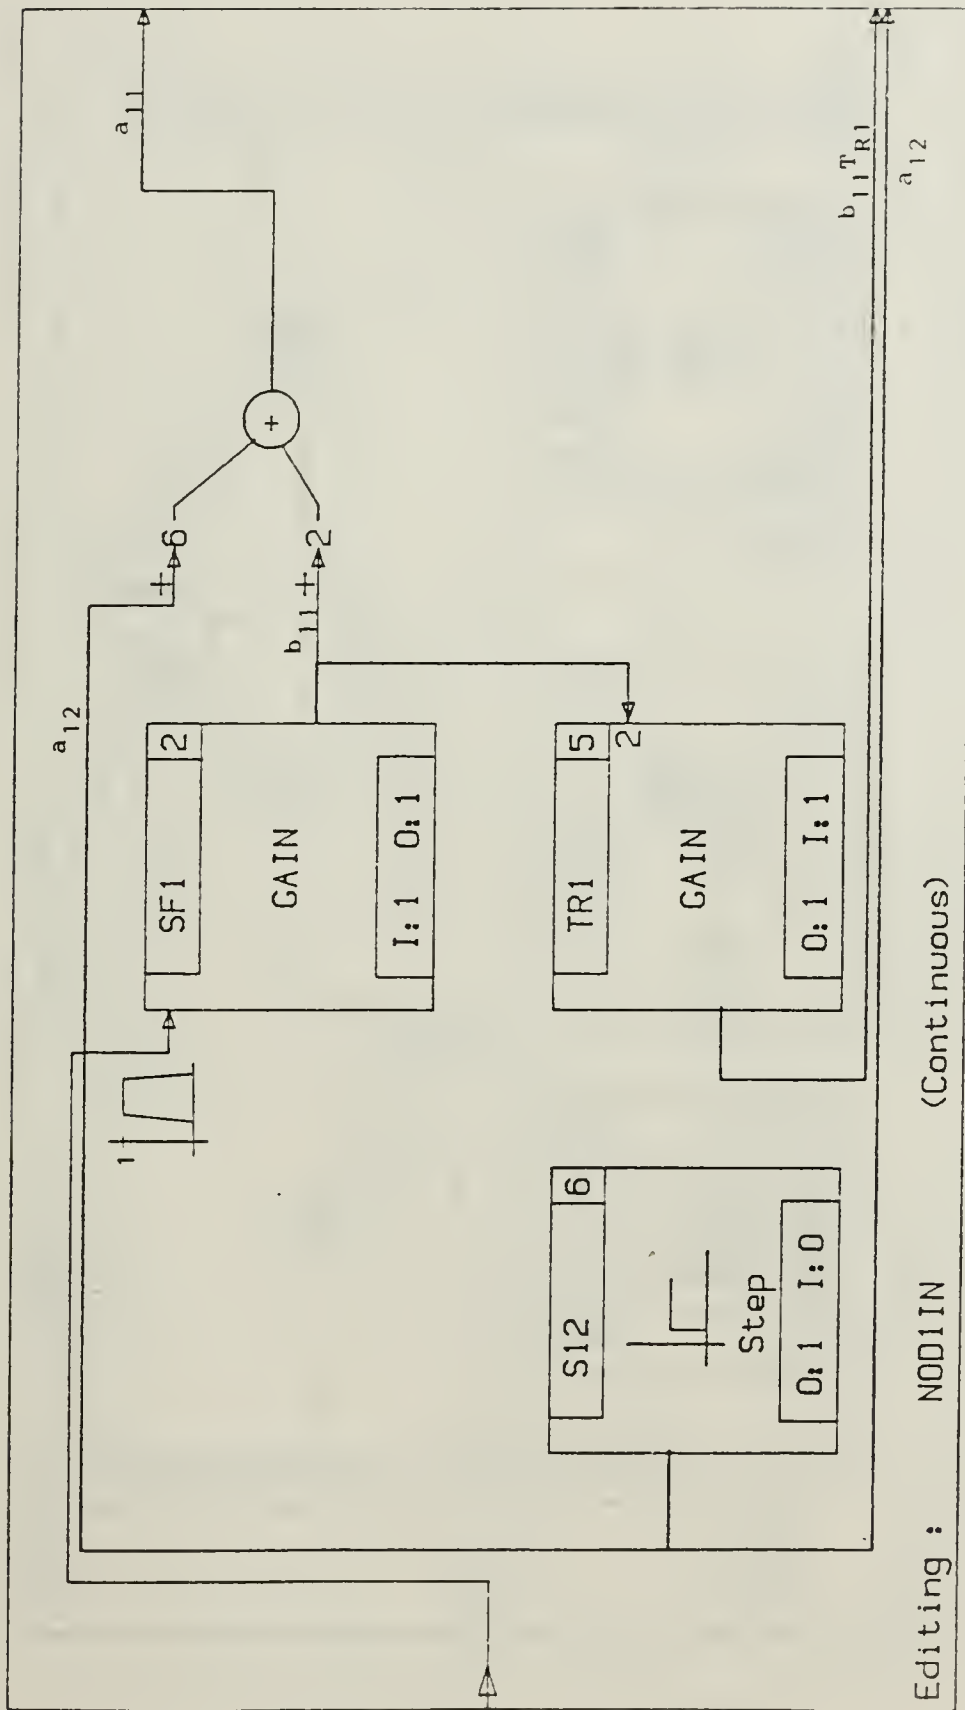 a11
a12
+6
b11 +2
1
SF1 2
GAIN
I:1 O:1
TR1 5
2
GAIN
O:1 I:1
S12 6
Step
O:1 I:0
+
b11TR1
a12
Editing : NOD1IN (Continuous)